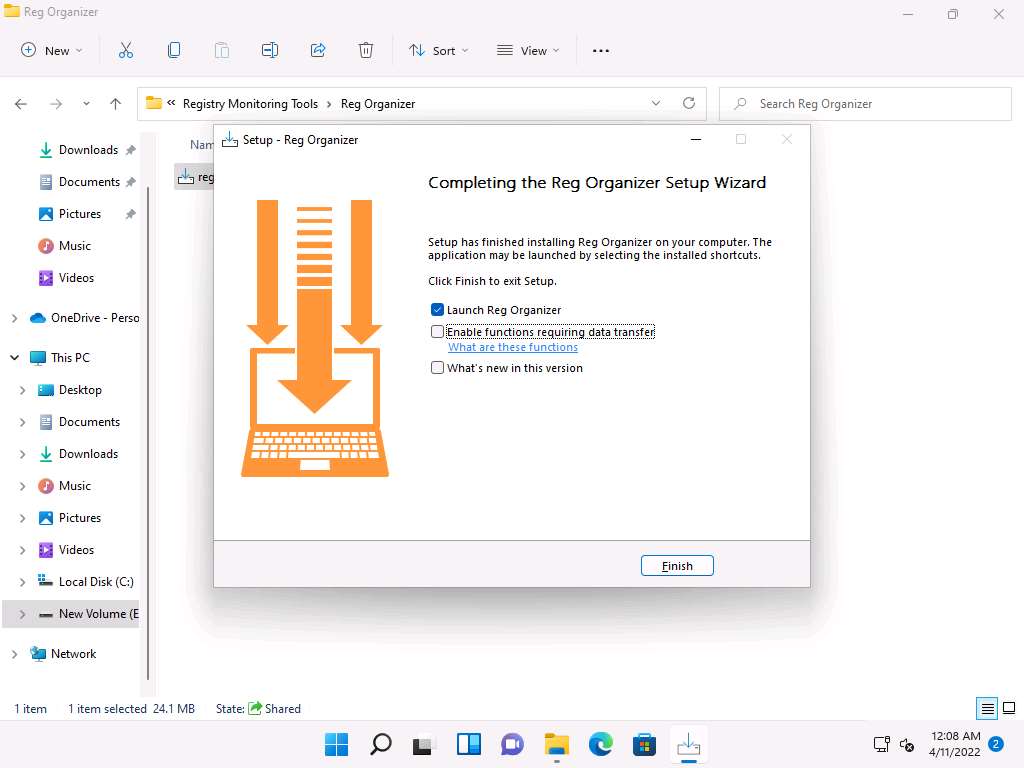 Reg Organizer
New
Sort
View
« Registry Monitoring Tools › Reg Organizer
Search Reg Organizer
Downloads
Documents
Pictures
Music
Videos
OneDrive - Perso
This PC
Desktop
Documents
Downloads
Music
Pictures
Videos
Local Disk (C:)
New Volume (E
Network
Nam
reg
Setup - Reg Organizer
Completing the Reg Organizer Setup Wizard
Setup has finished installing Reg Organizer on your computer. The
application may be launched by selecting the installed shortcuts.
Click Finish to exit Setup.
Launch Reg Organizer
Enable functions requiring data transfer
What are these functions
What's new in this version
Finish
1 item 1 item selected 24.1 MB State: Shared
12:08 AM
4/11/2022
2